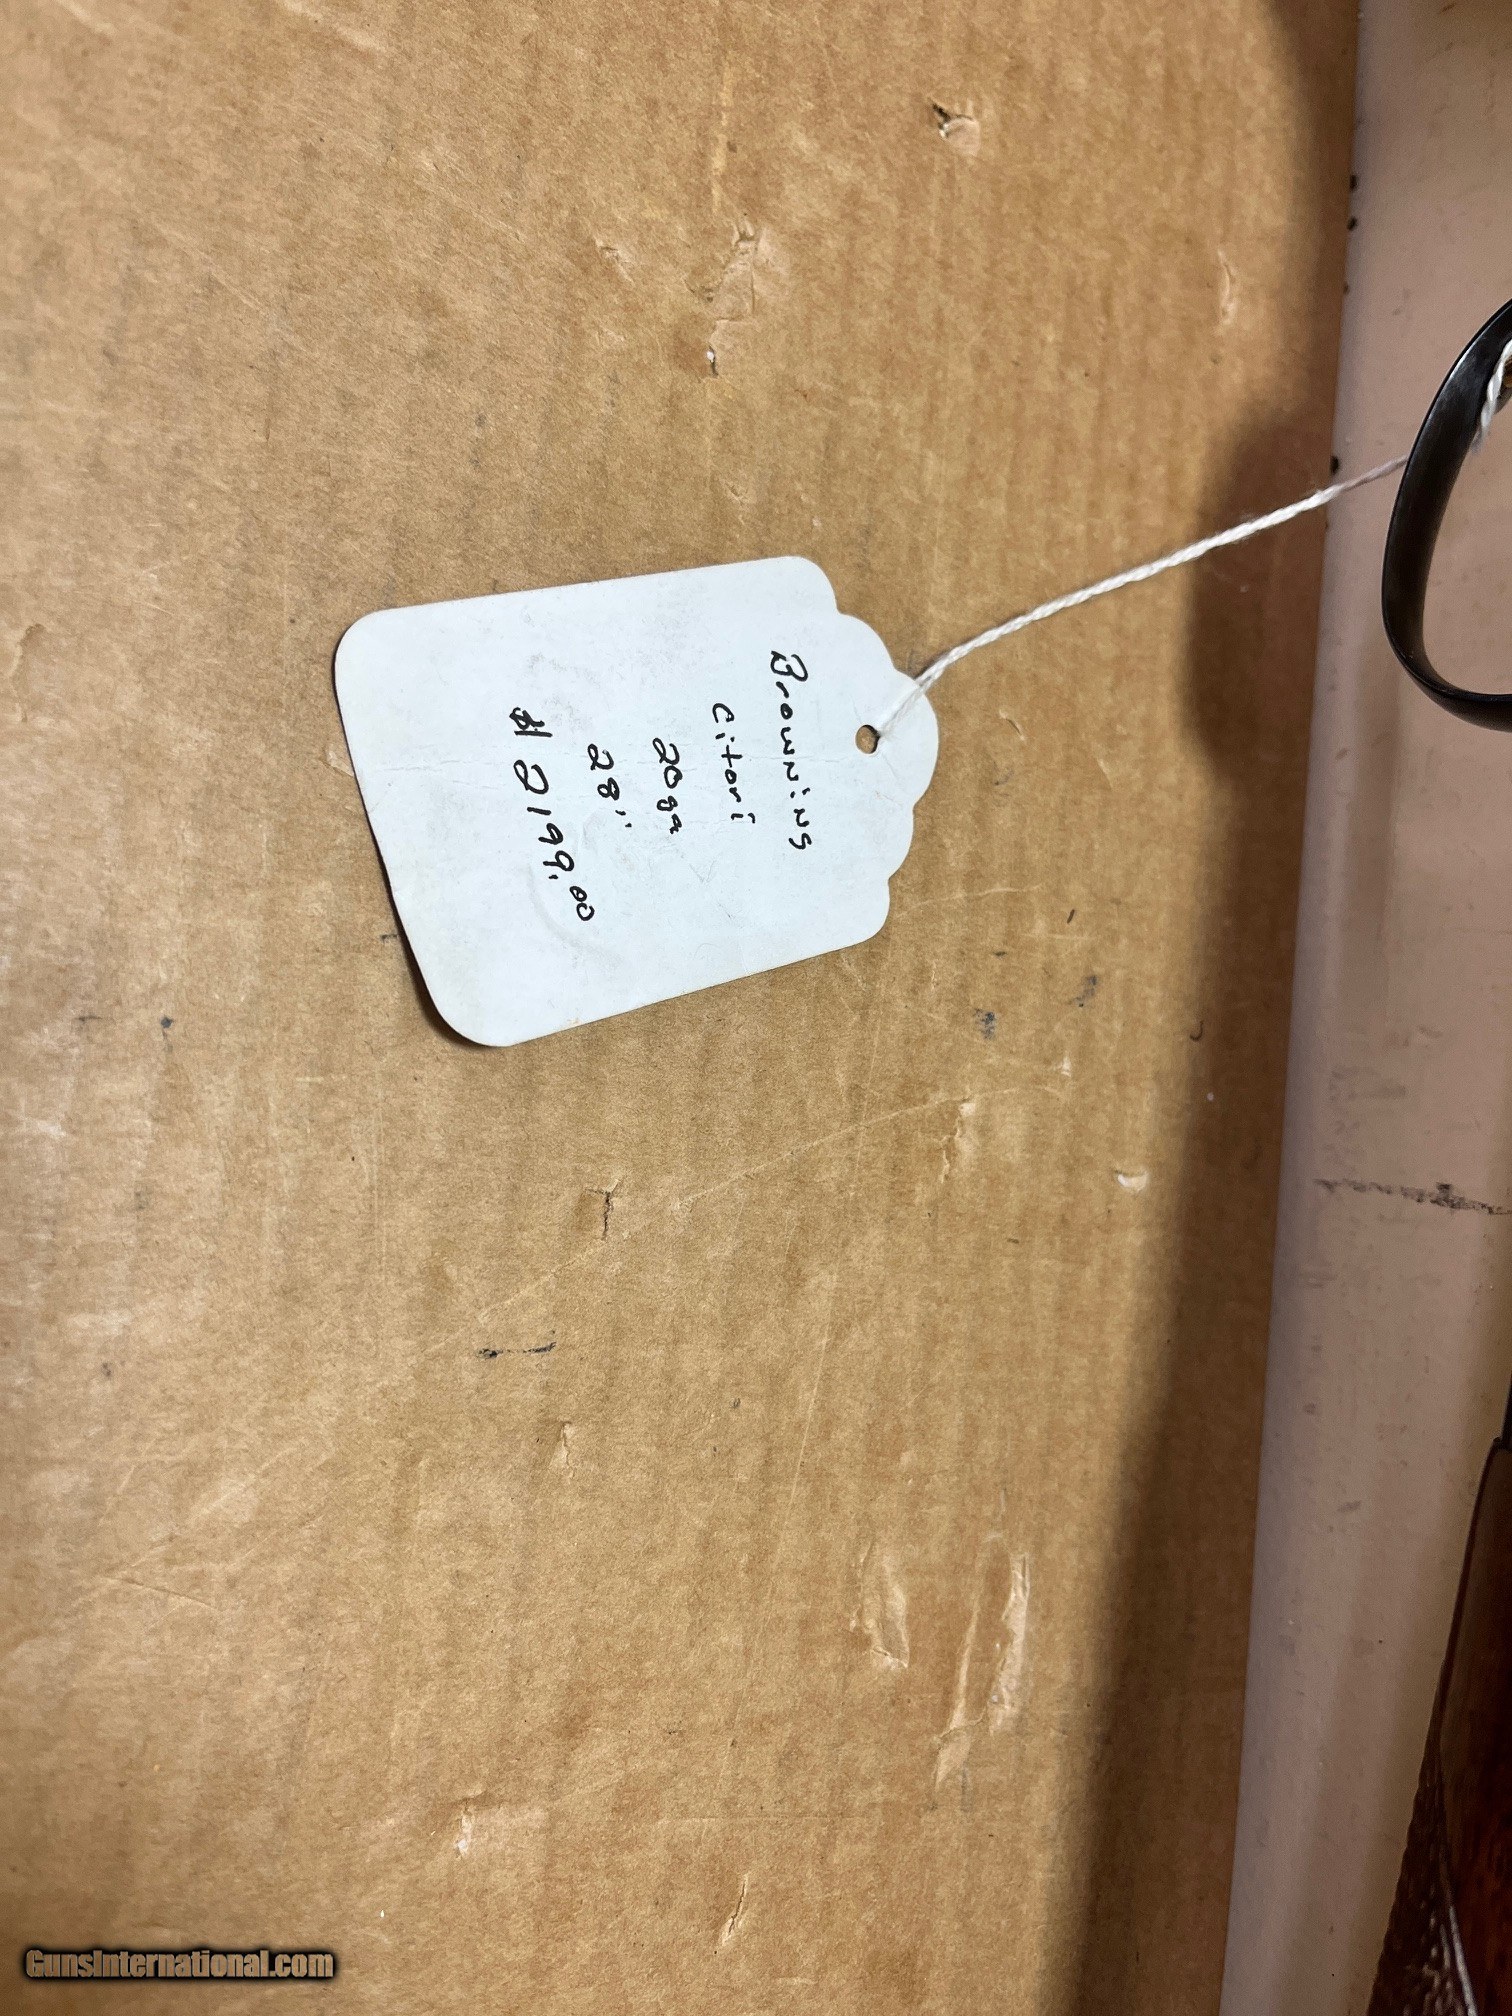 Browning
Citori
20ga
28"
$2199.00
GunsInternational.com